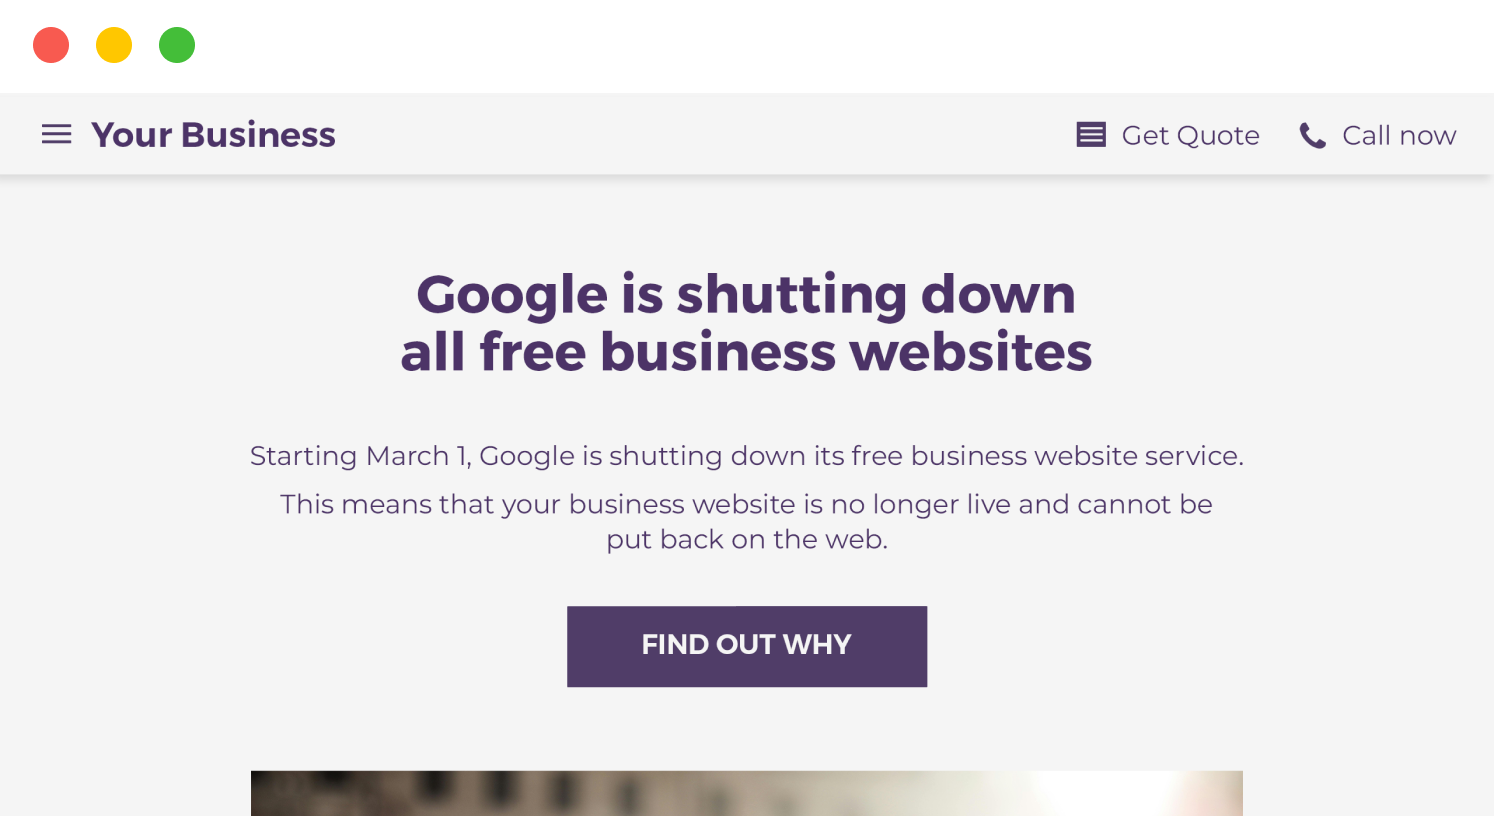 Your Business
Get Quote
Call now
Google is shutting down
all free business websites
Starting March 1, Google is shutting down its free business website service.
This means that your business website is no longer live and cannot be
put back on the web.
FIND OUT WHY